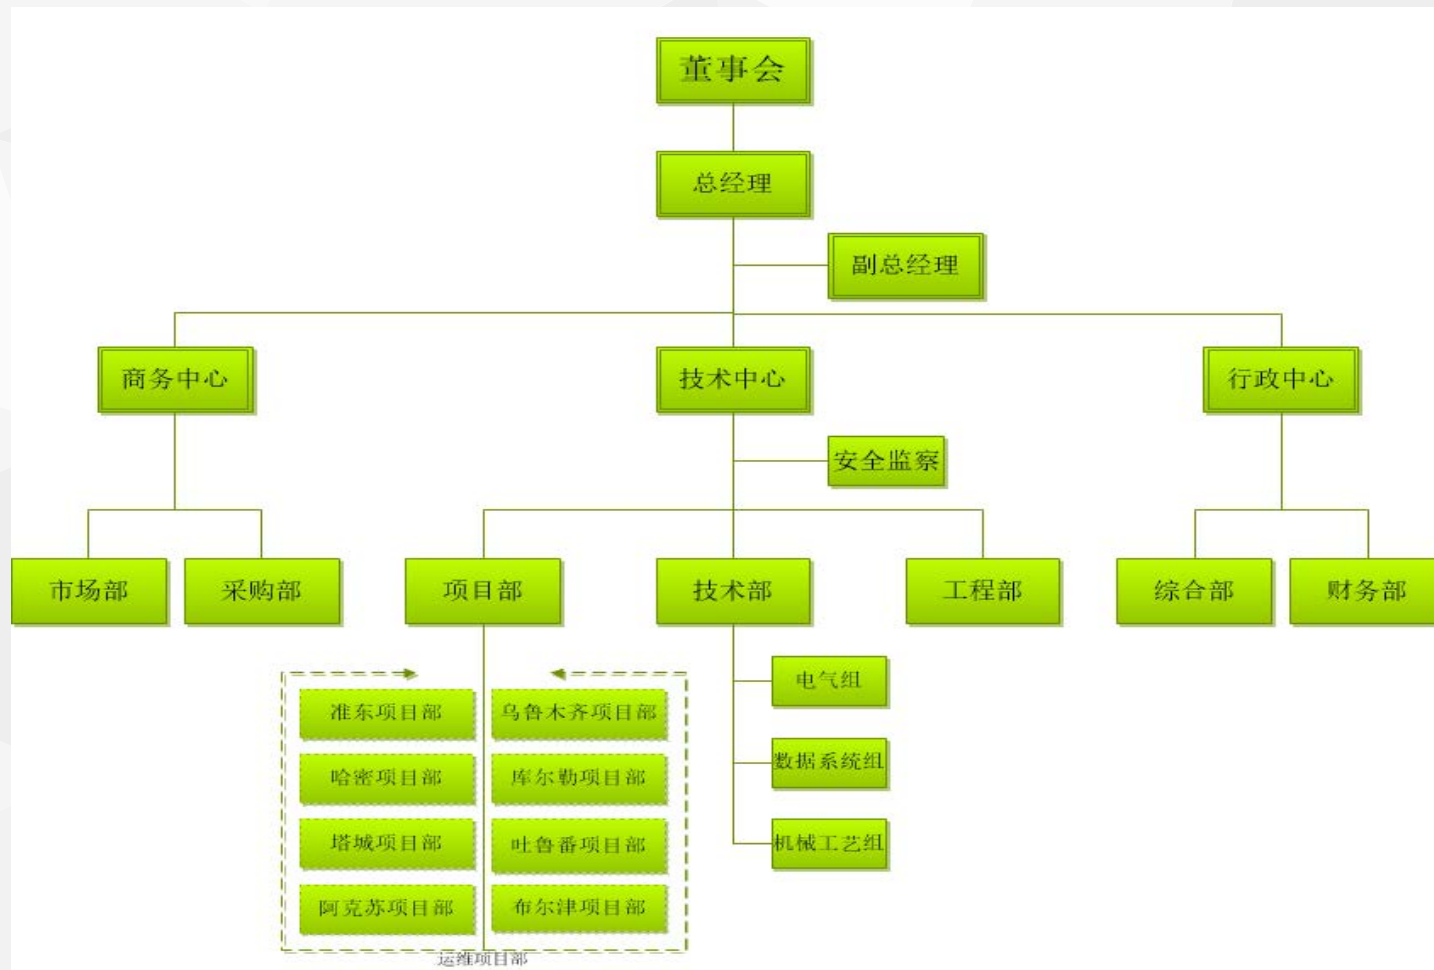 董事会
总经理
副总经理
商务中心
技术中心
行政中心
安全监察
市场部
采购部
项目部
技术部
工程部
综合部
财务部
电气组
数据系统组
机械工艺组
准东项目部
乌鲁木齐项目部
哈密项目部
库尔勒项目部
塔城项目部
吐鲁番项目部
阿克苏项目部
布尔津项目部
运维项目部